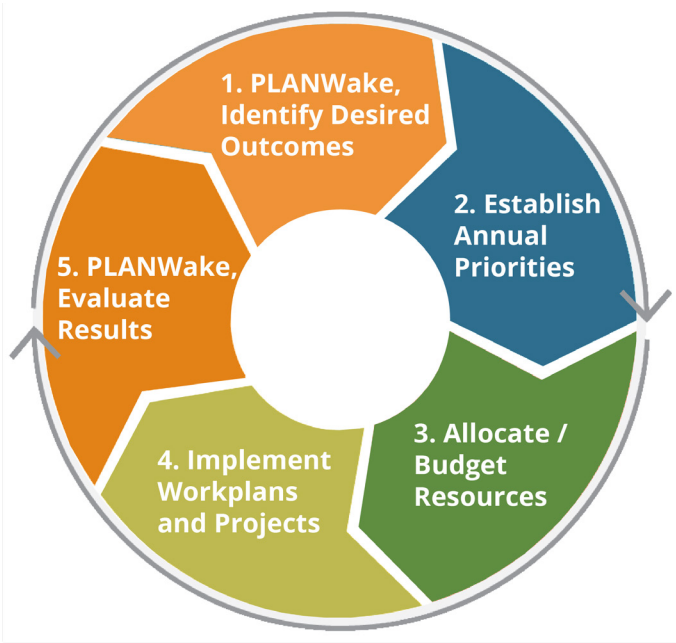 1. PLANWake,
Identify Desired
Outcomes
2. Establish
Annual
Priorities
3. Allocate /
Budget
Resources
4. Implement
Workplans
and Projects
5. PLANWake,
Evaluate
Results